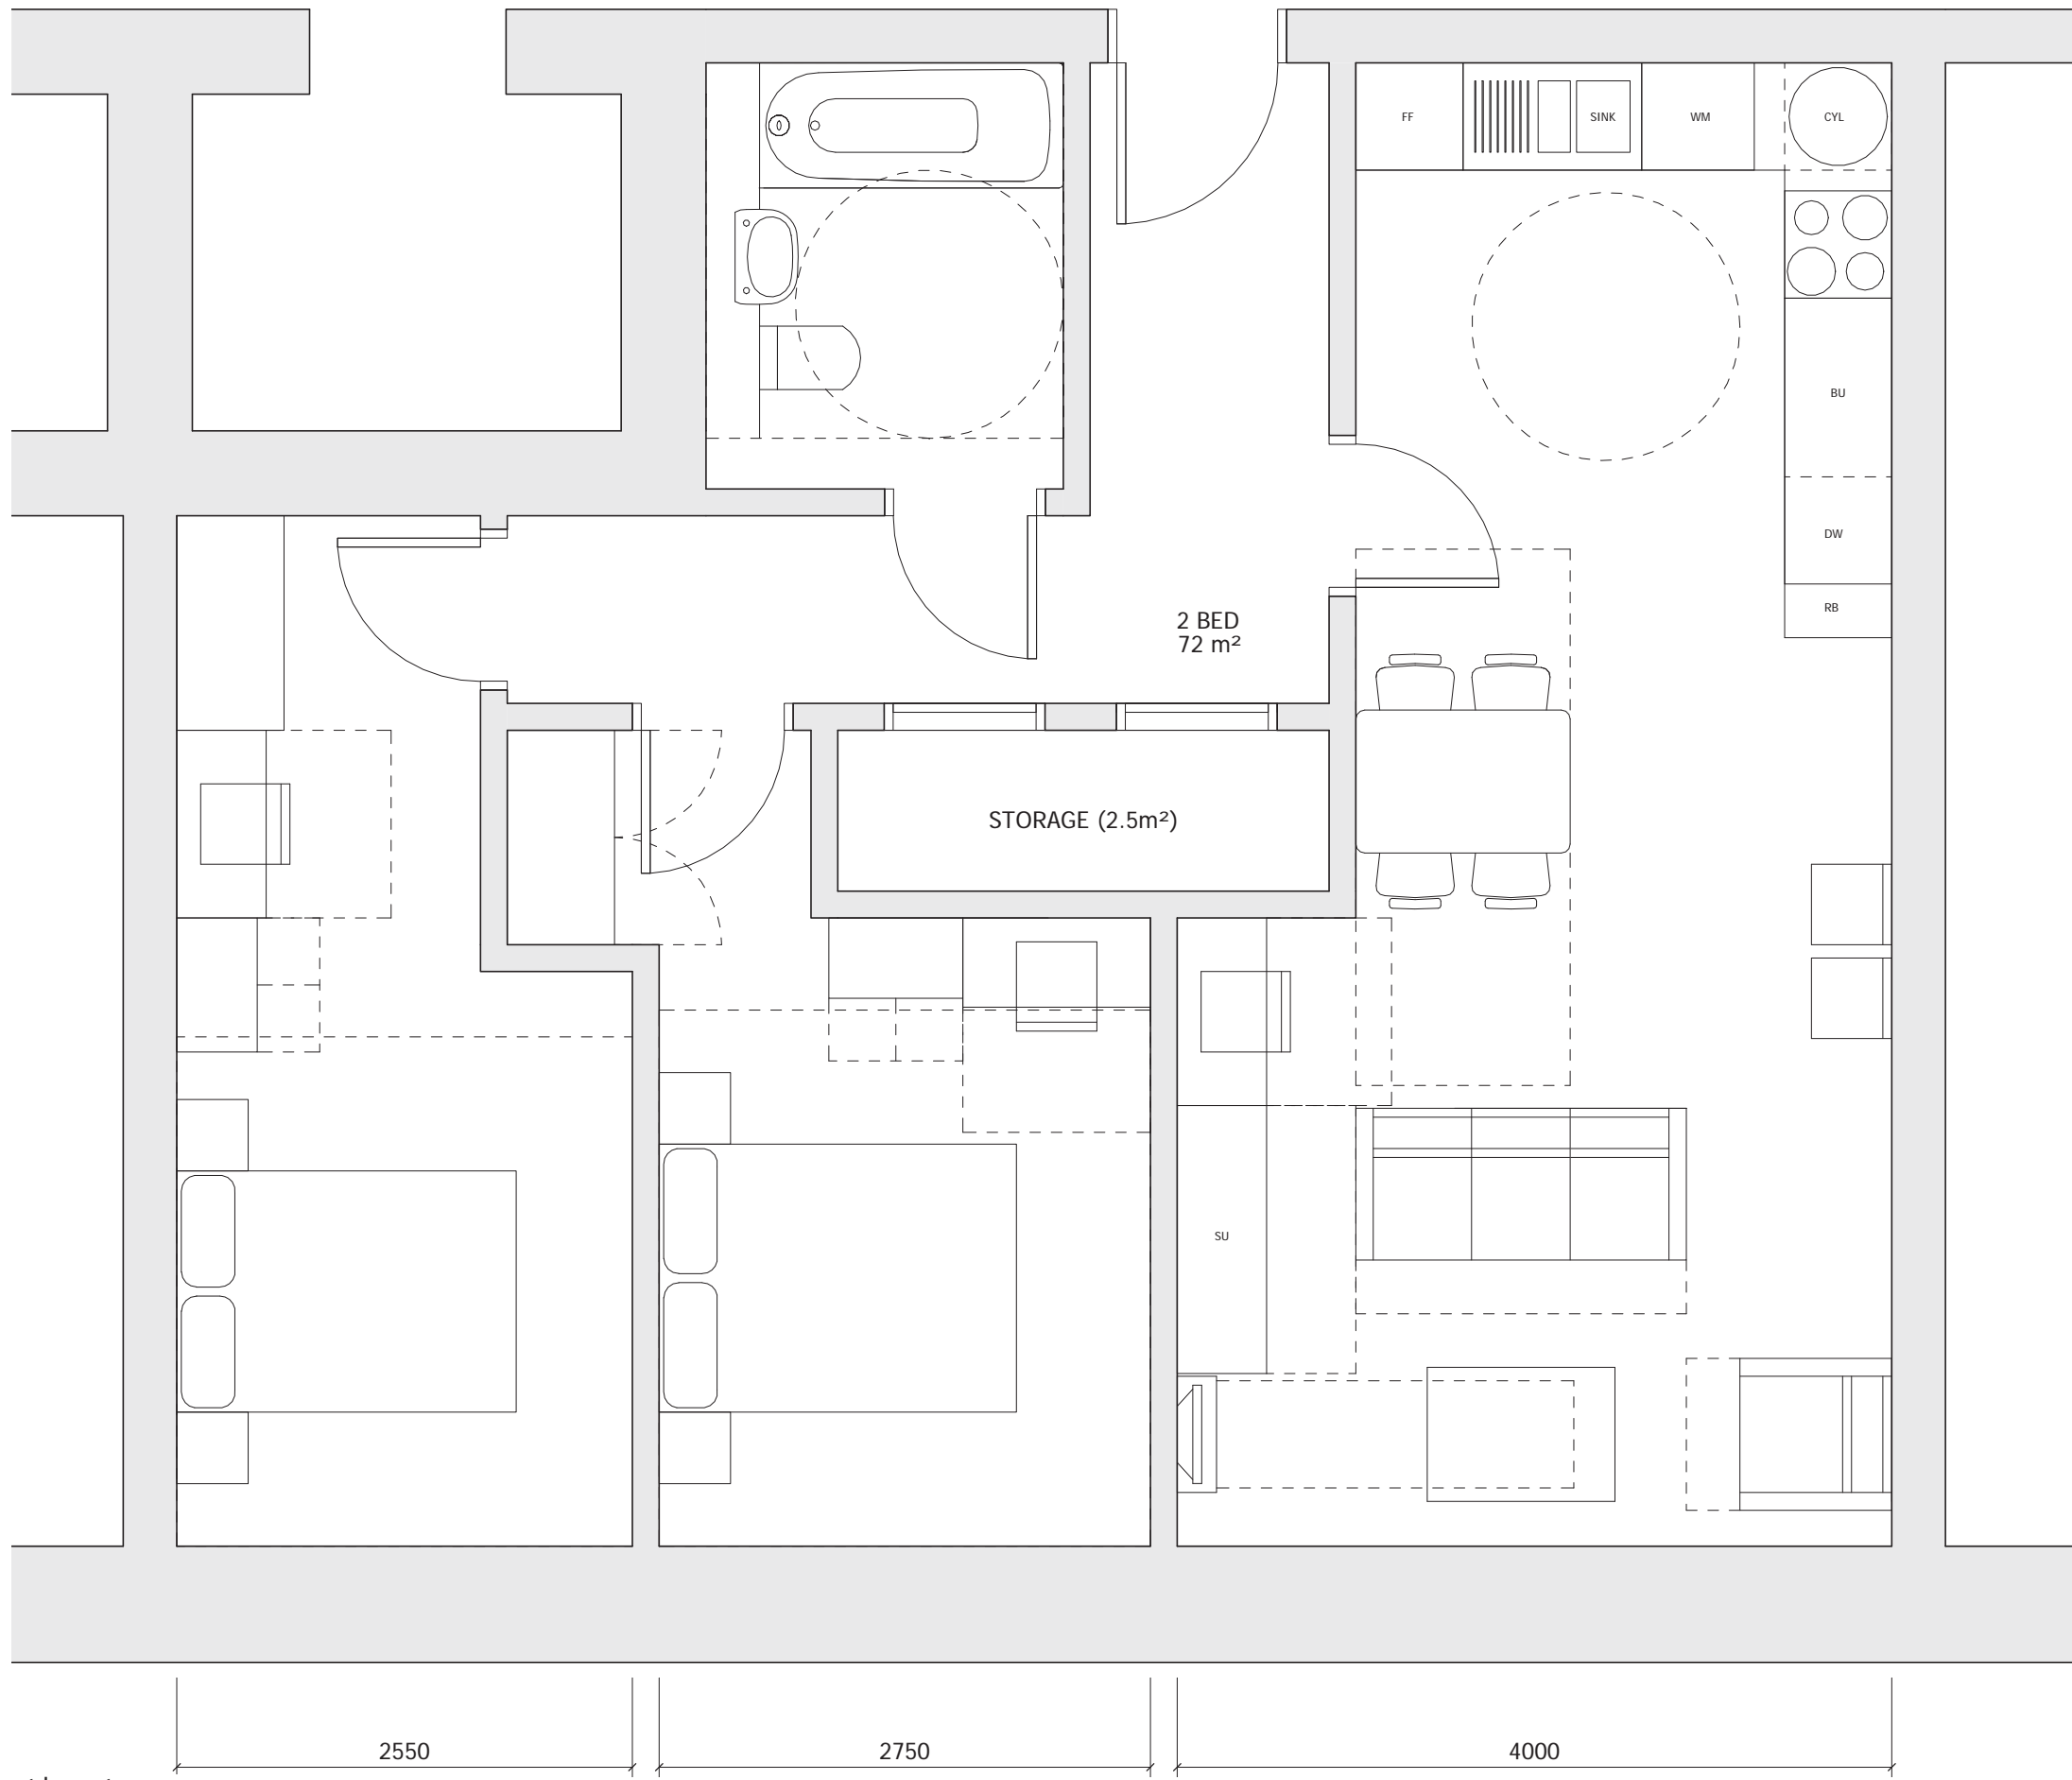 FF
SINK
WM
CYL
BU
DW
RB
2 BED
72 m²
STORAGE (2.5m²)
SU
2550
2750
4000